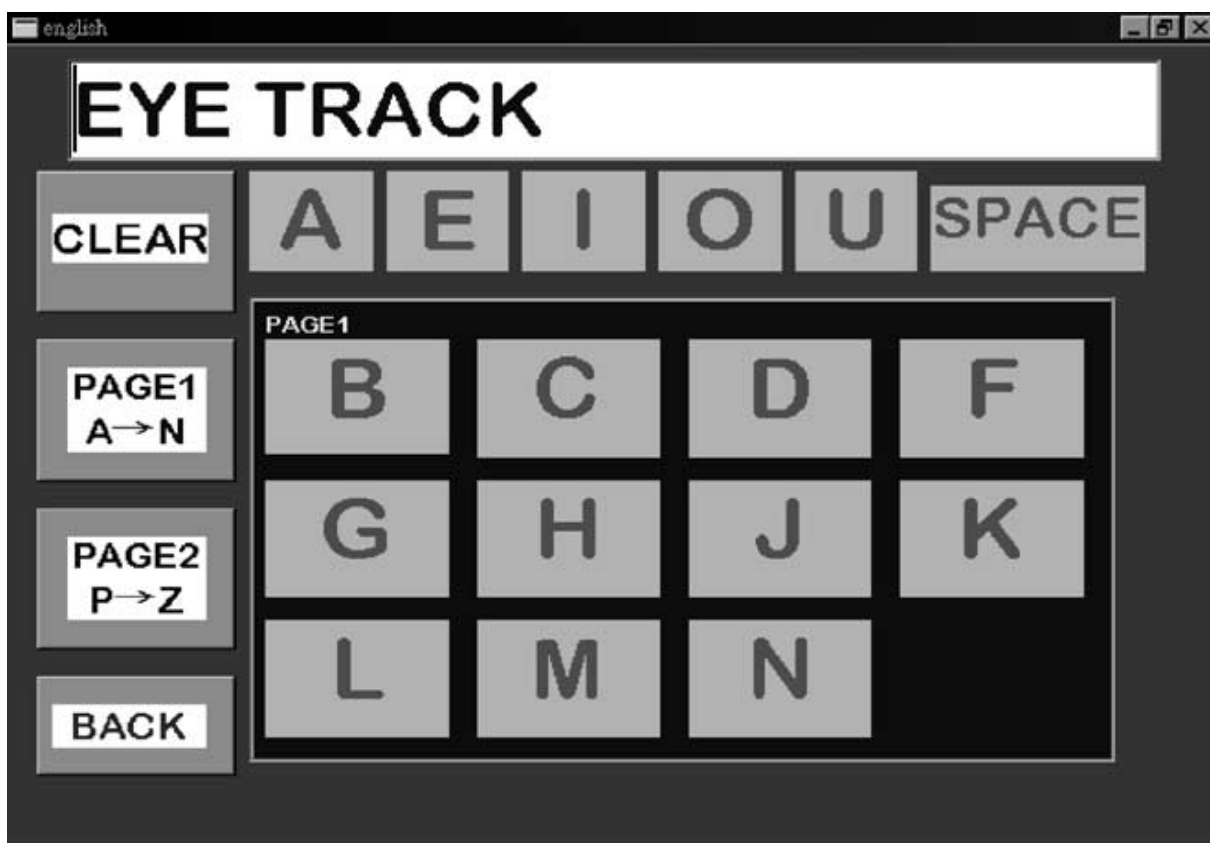 english
EYE TRACK
CLEAR
A E I O U SPACE
PAGE1
A→N
PAGE1
B C D F
G H J K
L M N
PAGE2
P→Z
BACK